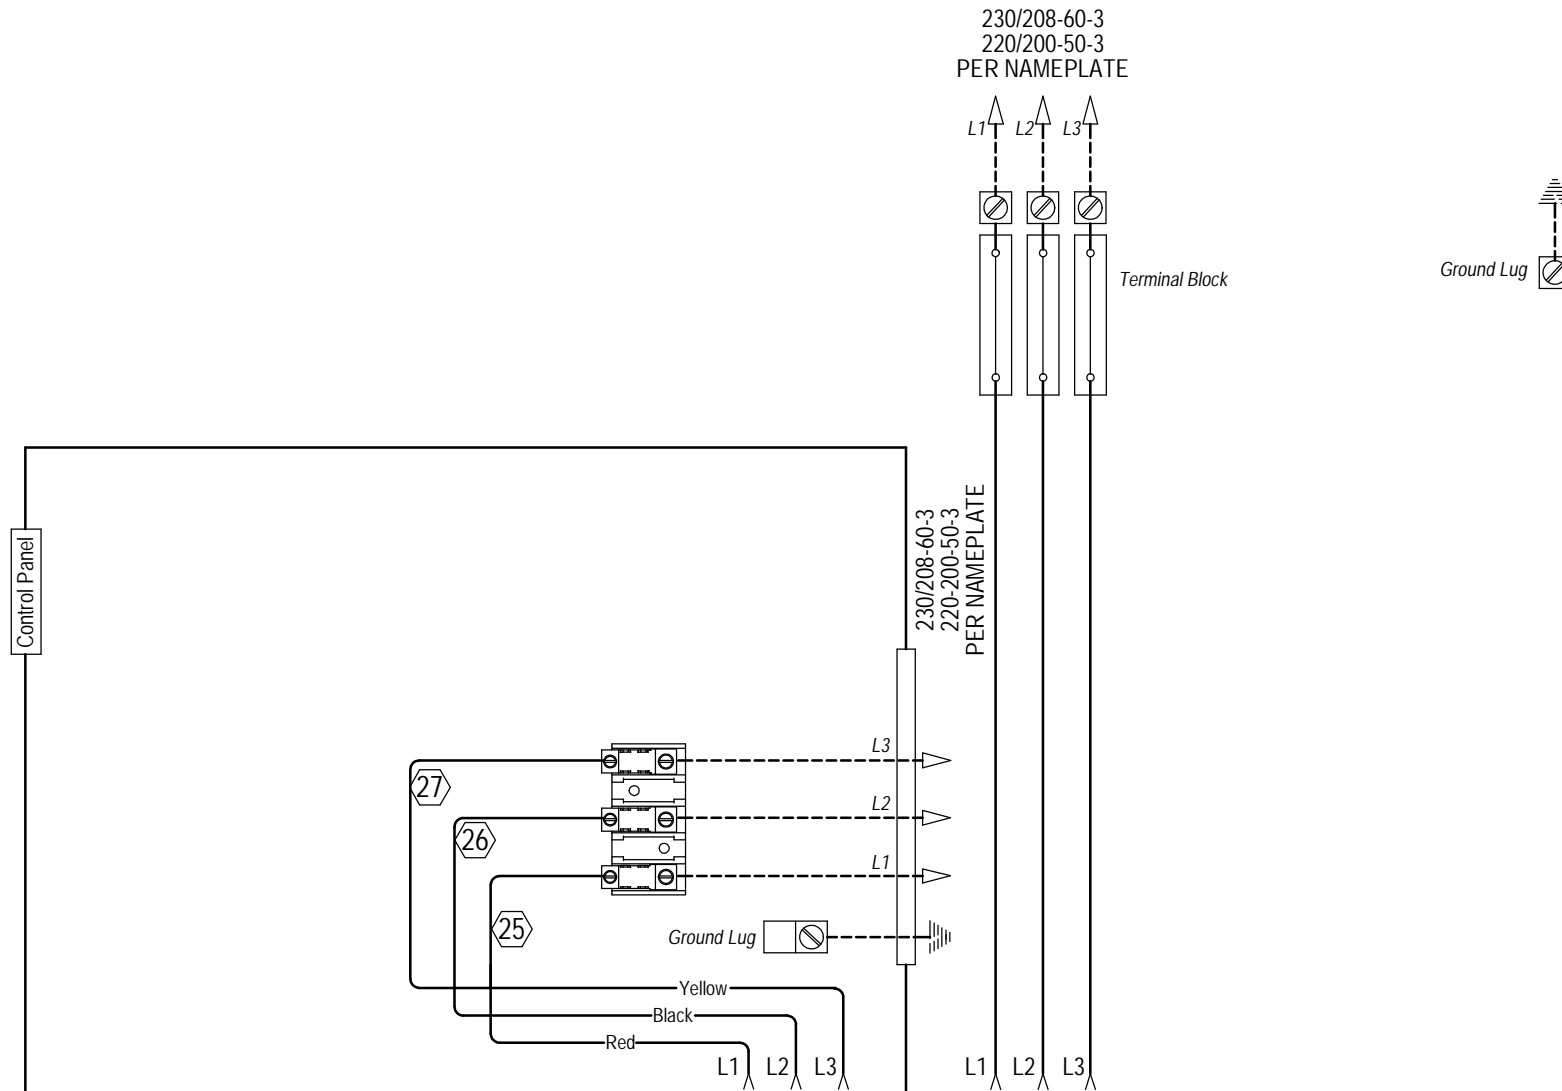 230/208-60-3
220/200-50-3
PER NAMEPLATE
L1 L2 L3
Terminal Block
Ground Lug
Control Panel
230/208-60-3
220-200-50-3
PER NAMEPLATE
L3
27
L2
26
L1
25
Ground Lug
Yellow
Black
Red
L1 L2 L3 L1 L2 L3